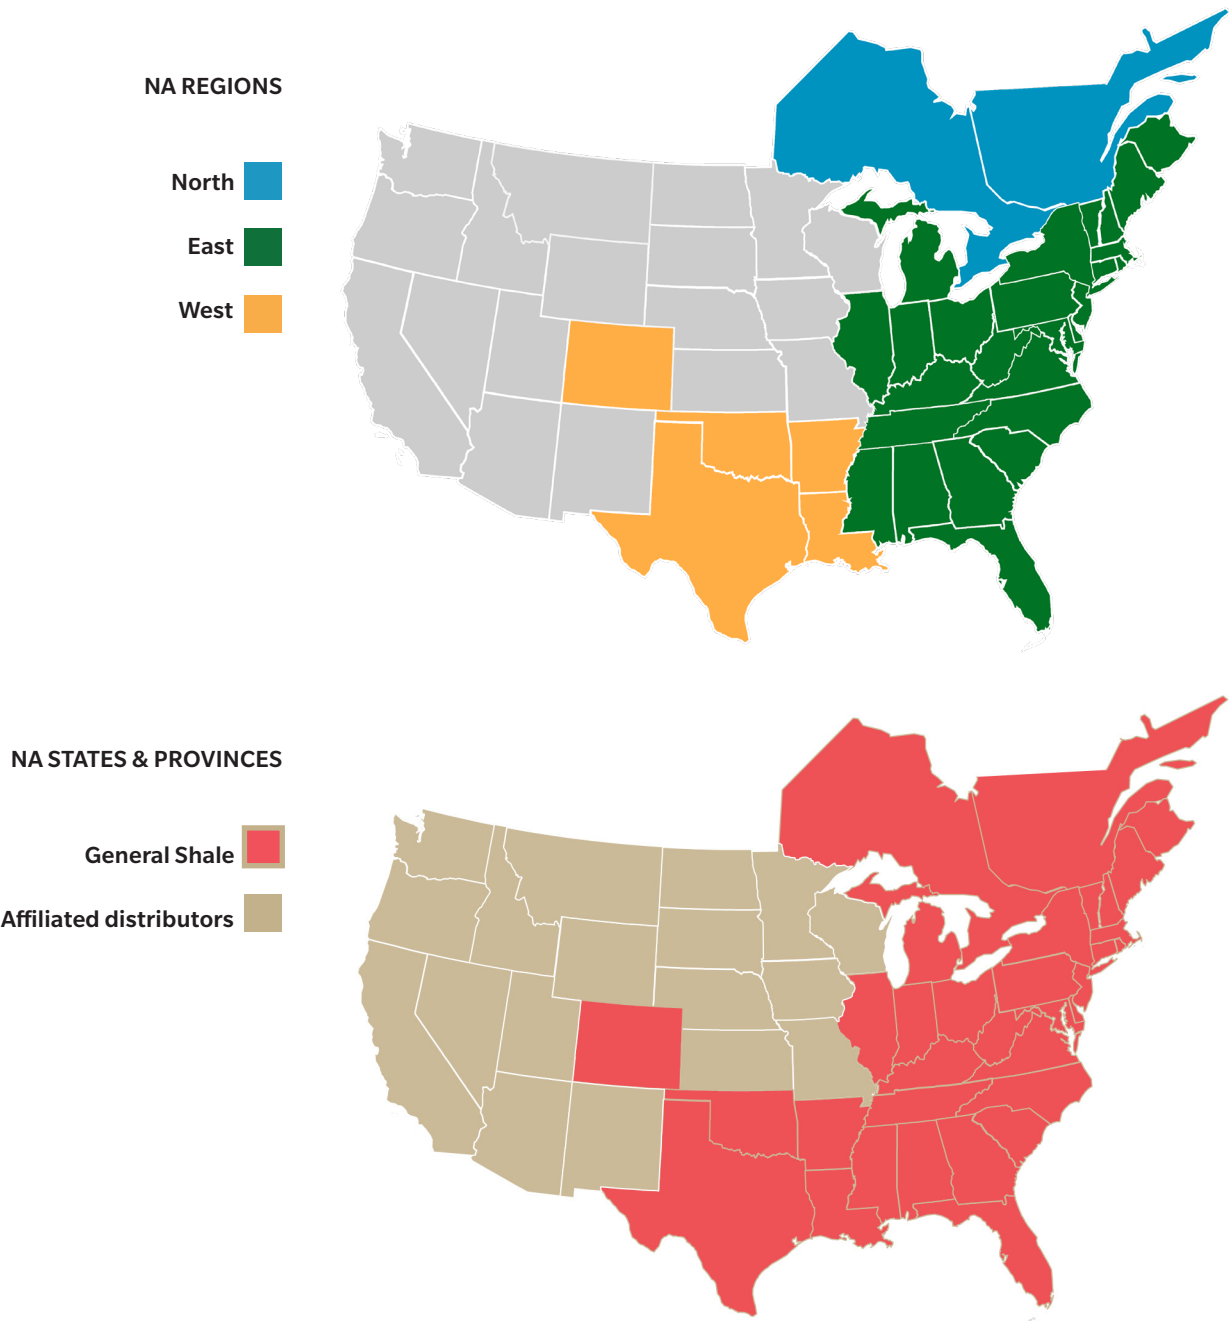 NA REGIONS
North
East
West
NA STATES & PROVINCES
General Shale
Affiliated distributors